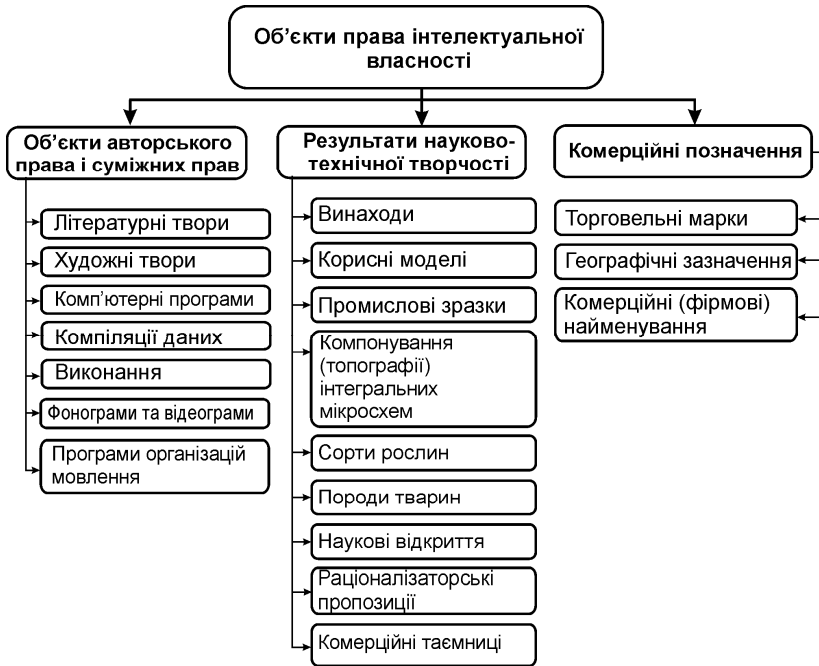 Об’єкти права інтелектуальної
власності
Об’єкти авторського
права і суміжних прав
Літературні твори
Художні твори
Комп’ютерні програми
Компіляції даних
Виконання
Фонограми та відеограми
Програми організацій
мовлення
Результати науково-
технічної творчості
Винаходи
Корисні моделі
Промислові зразки
Компонування
(топографії)
інтегральних
мікросхем
Сорти рослин
Породи тварин
Наукові відкриття
Раціоналізаторські
пропозиції
Комерційні таємниці
Комерційні позначення
Торговельні марки
Географічні зазначення
Комерційні (фірмові)
найменування